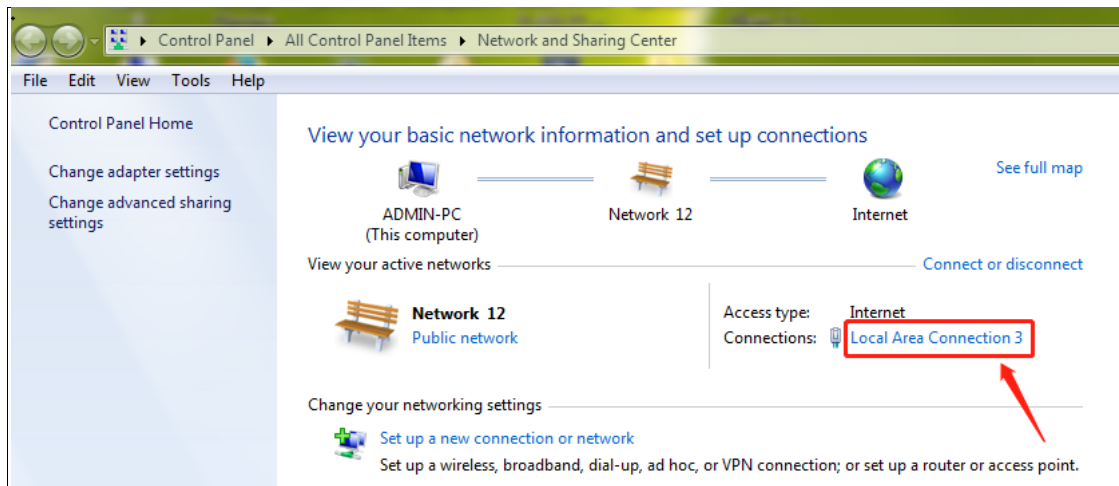 Control Panel ▸ All Control Panel Items ▸ Network and Sharing Center
File Edit View Tools Help
Control Panel Home
Change adapter settings
Change advanced sharing
settings
View your basic network information and set up connections
See full map
ADMIN-PC
(This computer)
Network 12
Internet
View your active networks
Connect or disconnect
Network 12
Public network
Access type: Internet
Connections: Local Area Connection 3
Change your networking settings
Set up a new connection or network
Set up a wireless, broadband, dial-up, ad hoc, or VPN connection; or set up a router or access point.